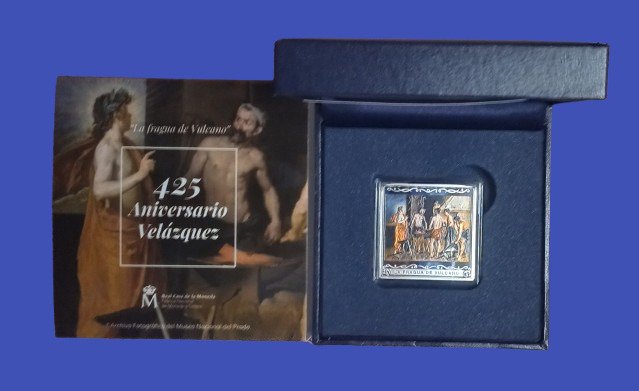 "La fragua de Vulcano"
425
Aniversario
Velázquez
Real Casa de la Moneda
Fábrica Nacional
de Moneda y Timbre
©Archivo Fotográfico del Museo Nacional del Prado
LA FRAGUA DE VULCANO